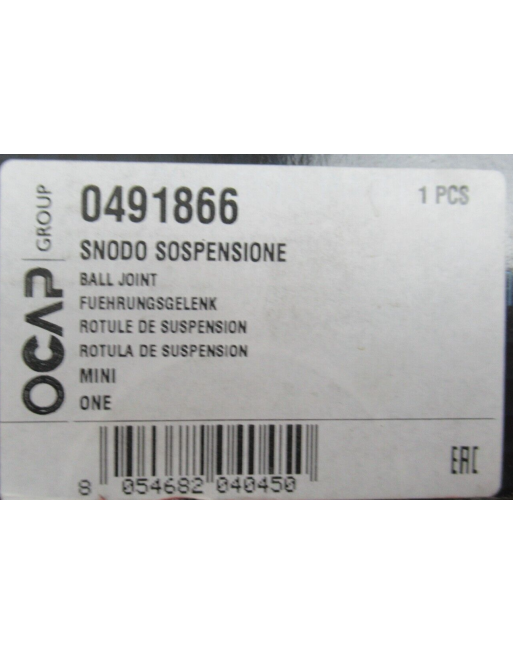 OCAP GROUP
0491866
1 PCS
SNODO SOSPENSIONE
BALL JOINT
FUEHRUNGSGELENK
ROTULE DE SUSPENSION
ROTULA DE SUSPENSION
MINI
ONE
8 054682 040450
EAC